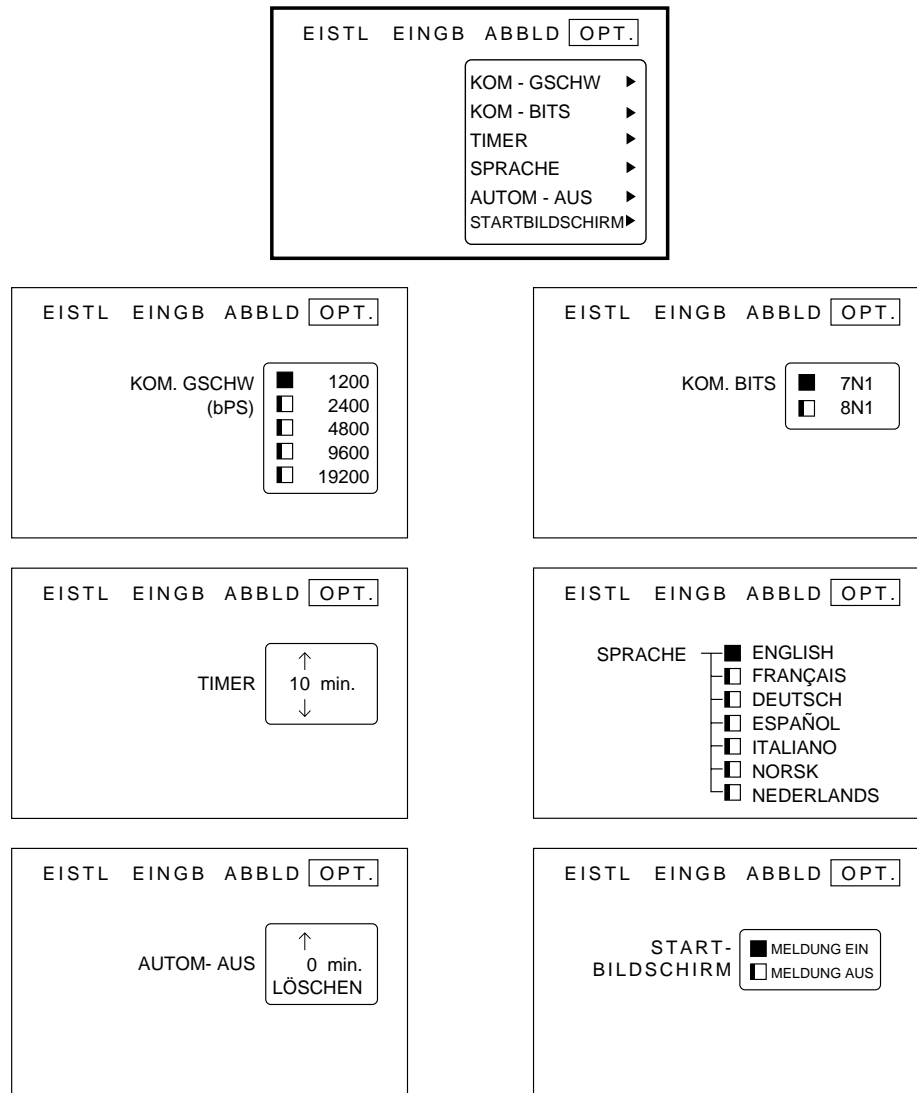 EISTL EINGB ABBLD OPT.
KOM - GSCHW
KOM - BITS
TIMER
SPRACHE
AUTOM - AUS
STARTBILDSCHIRM
EISTL EINGB ABBLD OPT.
KOM. GSCHW 1200
(bPS) 2400
4800
9600
19200
EISTL EINGB ABBLD OPT.
KOM. BITS 7N1
8N1
EISTL EINGB ABBLD OPT.
TIMER 10 min.
EISTL EINGB ABBLD OPT.
SPRACHE ENGLISH
FRANÇAIS
DEUTSCH
ESPAÑOL
ITALIANO
NORSK
NEDERLANDS
EISTL EINGB ABBLD OPT.
AUTOM- AUS 0 min.
LÖSCHEN
EISTL EINGB ABBLD OPT.
START- MELDUNG EIN
BILDSCHIRM MELDUNG AUS